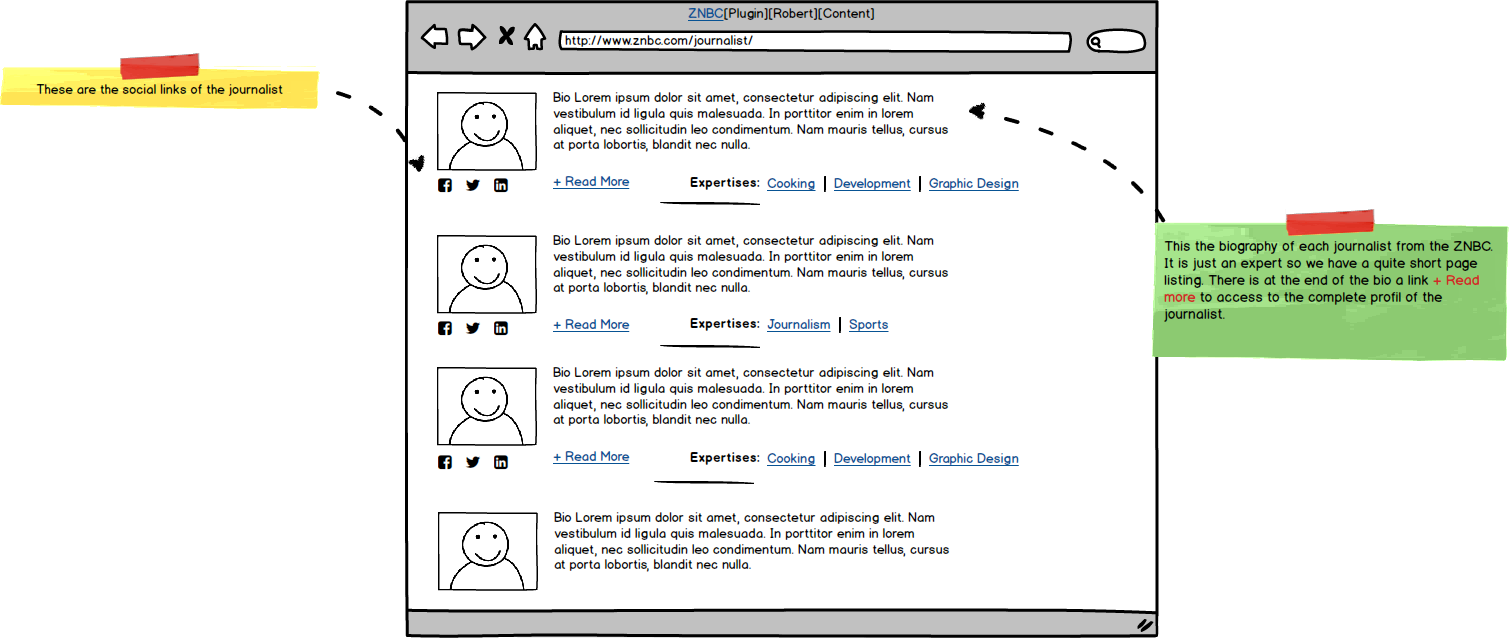 ZNBC[Plugin][Robert][Content]
http://www.znbc.com/journalist/
These are the social links of the journalist
Bio Lorem ipsum dolor sit amet, consectetur adipiscing elit. Nam
vestibulum id ligula quis malesuada. In porttitor enim in lorem
aliquet, nec sollicitudin leo condimentum. Nam mauris tellus, cursus
at porta lobortis, blandit nec nulla.
+ Read More
Expertises: Cooking | Development | Graphic Design
This the biography of each journalist from the ZNBC.
It is just an expert so we have a quite short page
listing. There is at the end of the bio a link + Read
more to access to the complete profil of the
journalist.
Bio Lorem ipsum dolor sit amet, consectetur adipiscing elit. Nam
vestibulum id ligula quis malesuada. In porttitor enim in lorem
aliquet, nec sollicitudin leo condimentum. Nam mauris tellus, cursus
at porta lobortis, blandit nec nulla.
+ Read More
Expertises: Journalism | Sports
Bio Lorem ipsum dolor sit amet, consectetur adipiscing elit. Nam
vestibulum id ligula quis malesuada. In porttitor enim in lorem
aliquet, nec sollicitudin leo condimentum. Nam mauris tellus, cursus
at porta lobortis, blandit nec nulla.
+ Read More
Expertises: Cooking | Development | Graphic Design
Bio Lorem ipsum dolor sit amet, consectetur adipiscing elit. Nam
vestibulum id ligula quis malesuada. In porttitor enim in lorem
aliquet, nec sollicitudin leo condimentum. Nam mauris tellus, cursus
at porta lobortis, blandit nec nulla.